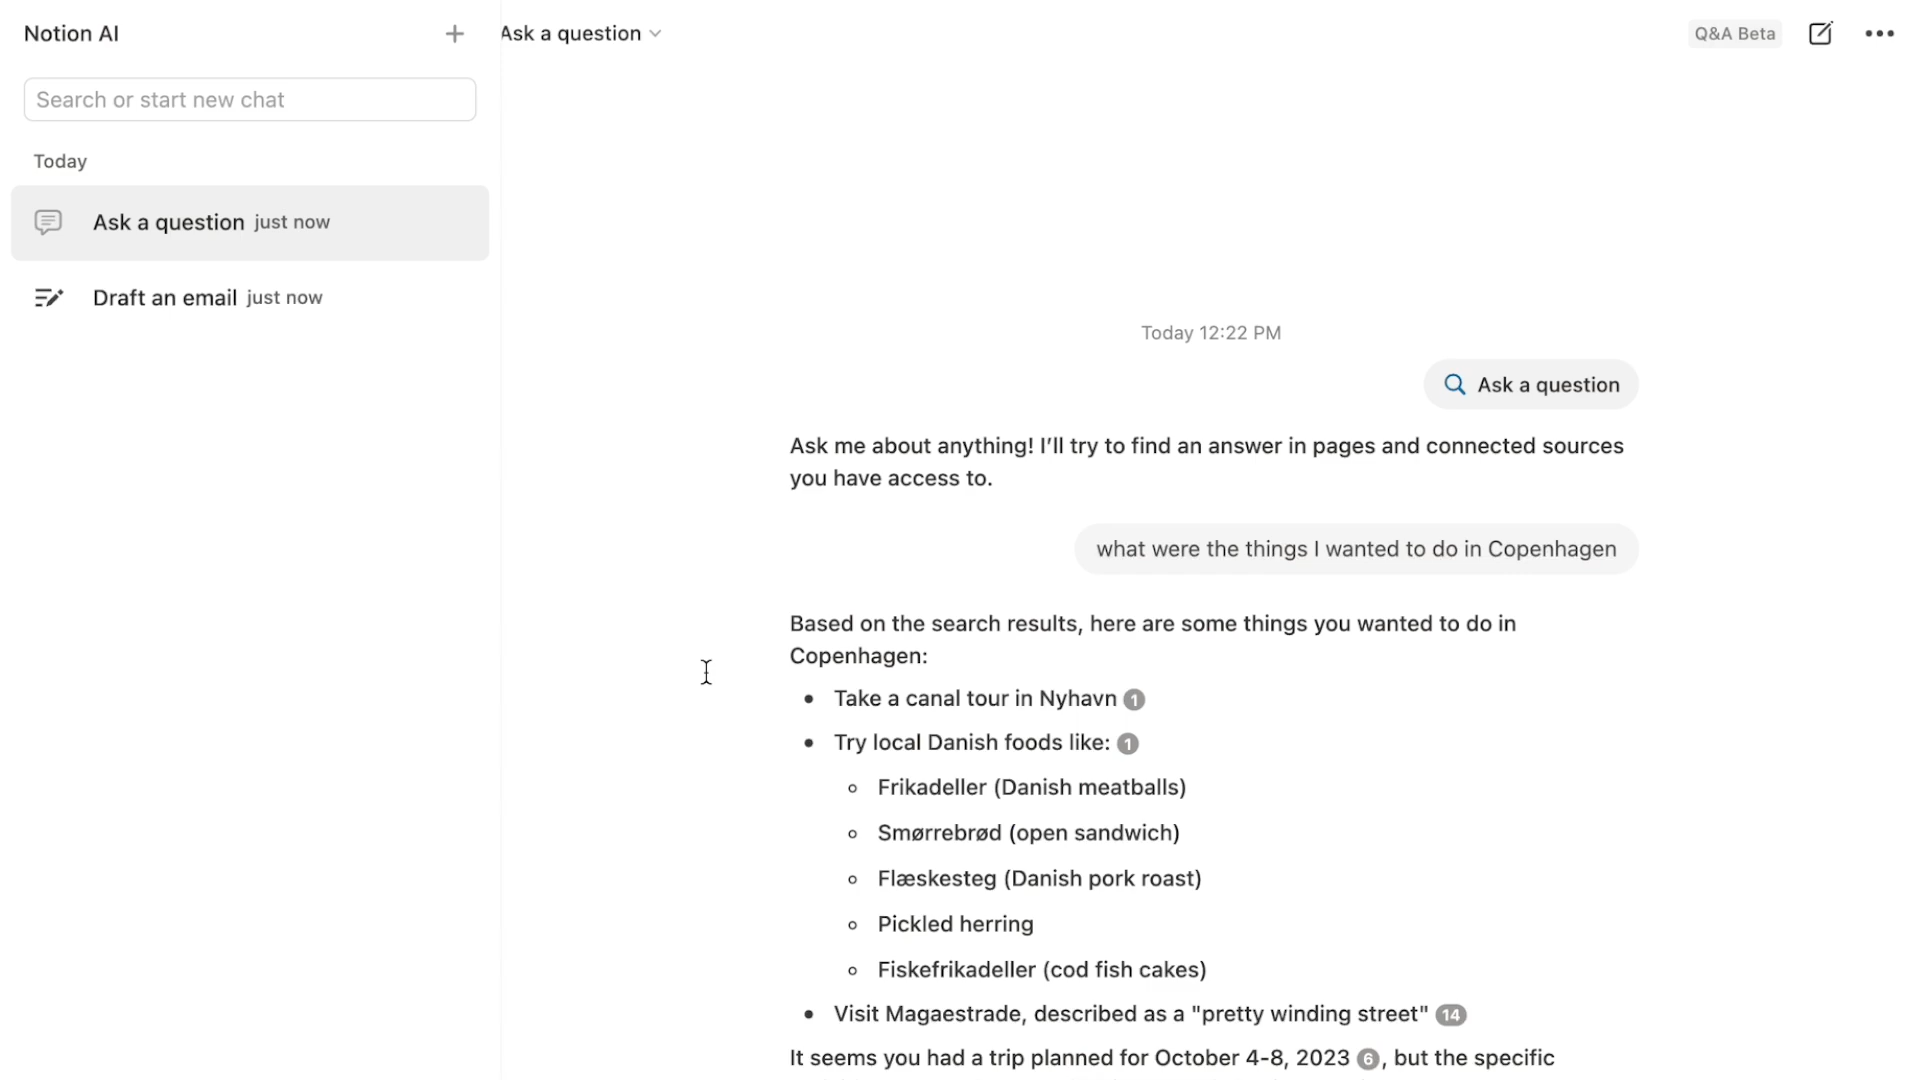 Notion AI
Search or start new chat
Today
Ask a question just now
Draft an email just now
Ask a question
Q&A Beta
Today 12:22 PM
Ask a question
Ask me about anything! I’ll try to find an answer in pages and connected sources
you have access to.
what were the things I wanted to do in Copenhagen
Based on the search results, here are some things you wanted to do in
Copenhagen:
Take a canal tour in Nyhavn 1
Try local Danish foods like: 1
Frikadeller (Danish meatballs)
Smørrebrød (open sandwich)
Flæskesteg (Danish pork roast)
Pickled herring
Fiskefrikadeller (cod fish cakes)
Visit Magaestrade, described as a "pretty winding street" 14
It seems you had a trip planned for October 4-8, 2023 6, but the specific